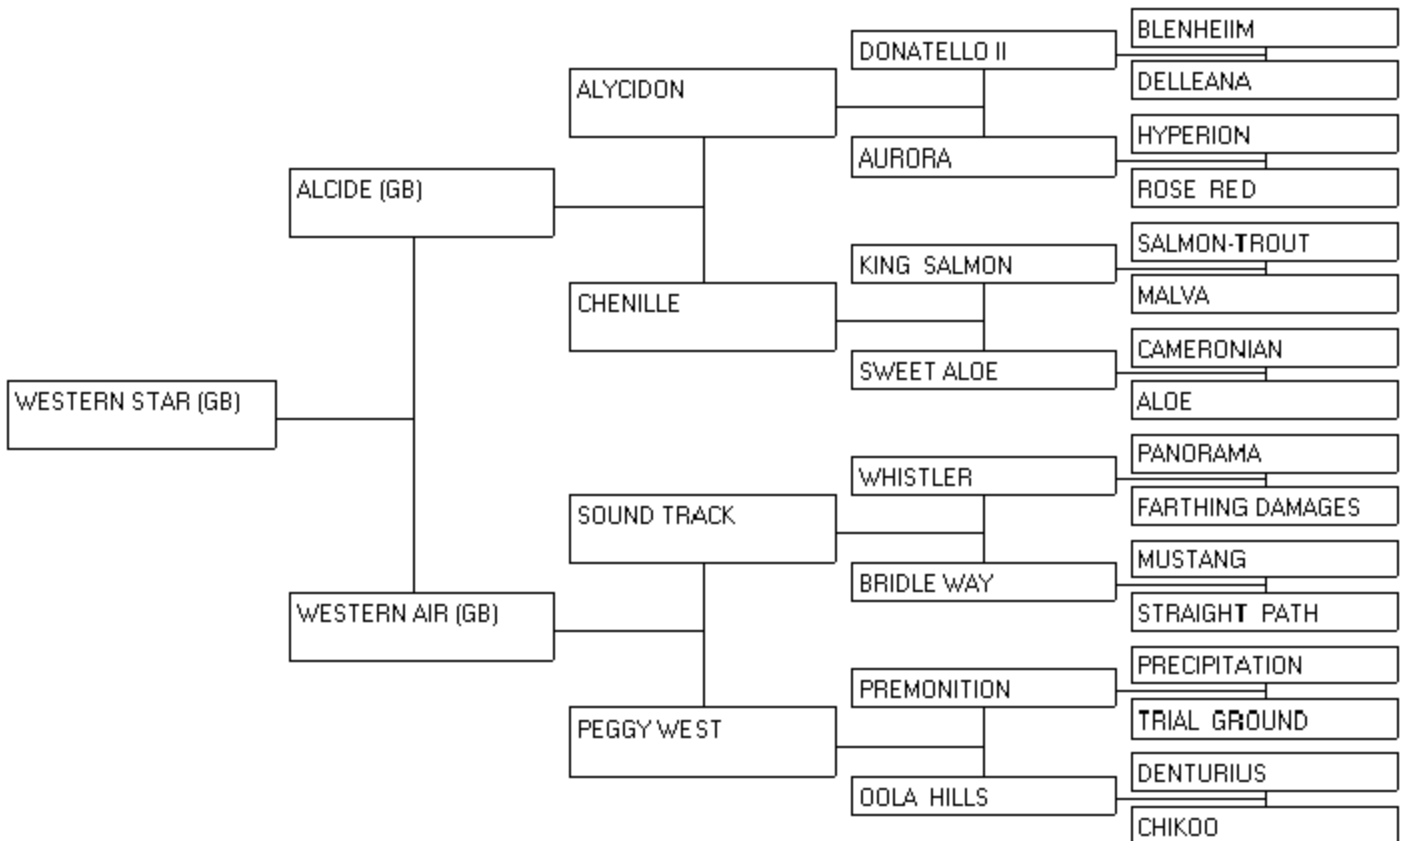 BLENHEIIM
DONATELLO II
DELLEANA
ALYCIDON
HYPERION
AURORA
ROSE RED
ALCIDE (GB)
SALMON-TROUT
KING SALMON
MALVA
CHENILLE
CAMERONIAN
SWEET ALOE
ALOE
WESTERN STAR (GB)
PANORAMA
WHISTLER
FARTHING DAMAGES
SOUND TRACK
MUSTANG
BRIDLE WAY
STRAIGHT PATH
WESTERN AIR (GB)
PRECIPITATION
PREMONITION
TRIAL GROUND
PEGGY WEST
DENTURIUS
OOLA HILLS
CHIKOO